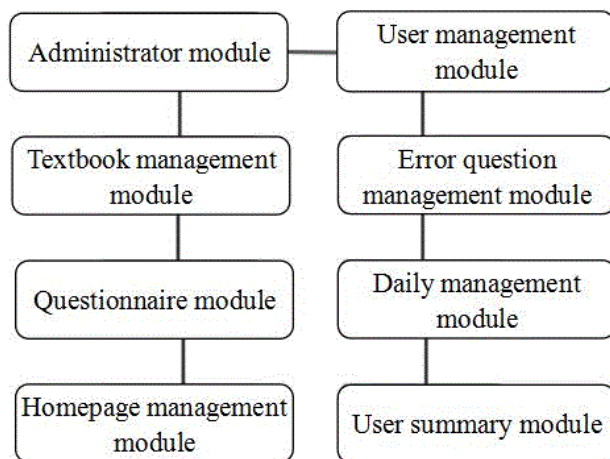 Administrator module
User management
module
Textbook management
module
Error question
management module
Questionnaire module
Daily management
module
Homepage management
module
User summary module